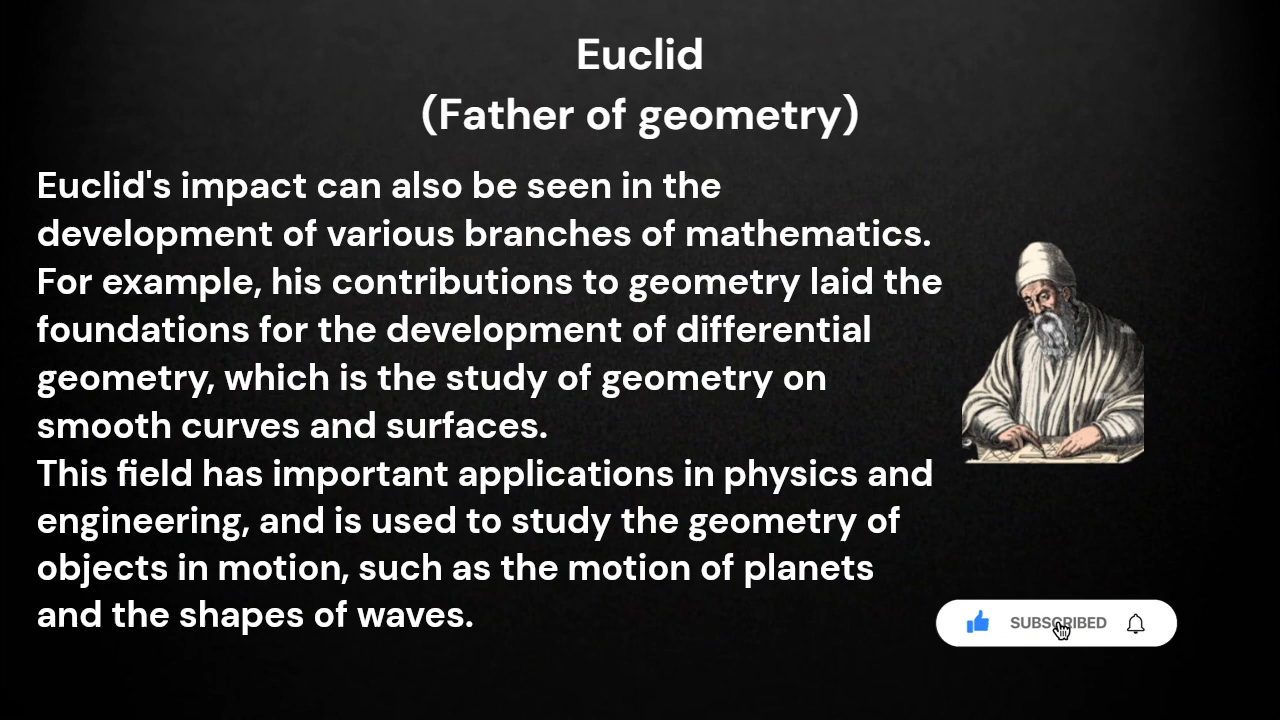 Euclid
(Father of geometry)
Euclid's impact can also be seen in the
development of various branches of mathematics.
For example, his contributions to geometry laid the
foundations for the development of differential
geometry, which is the study of geometry on
smooth curves and surfaces.
This field has important applications in physics and
engineering, and is used to study the geometry of
objects in motion, such as the motion of planets
and the shapes of waves.
SUBSCRIBED